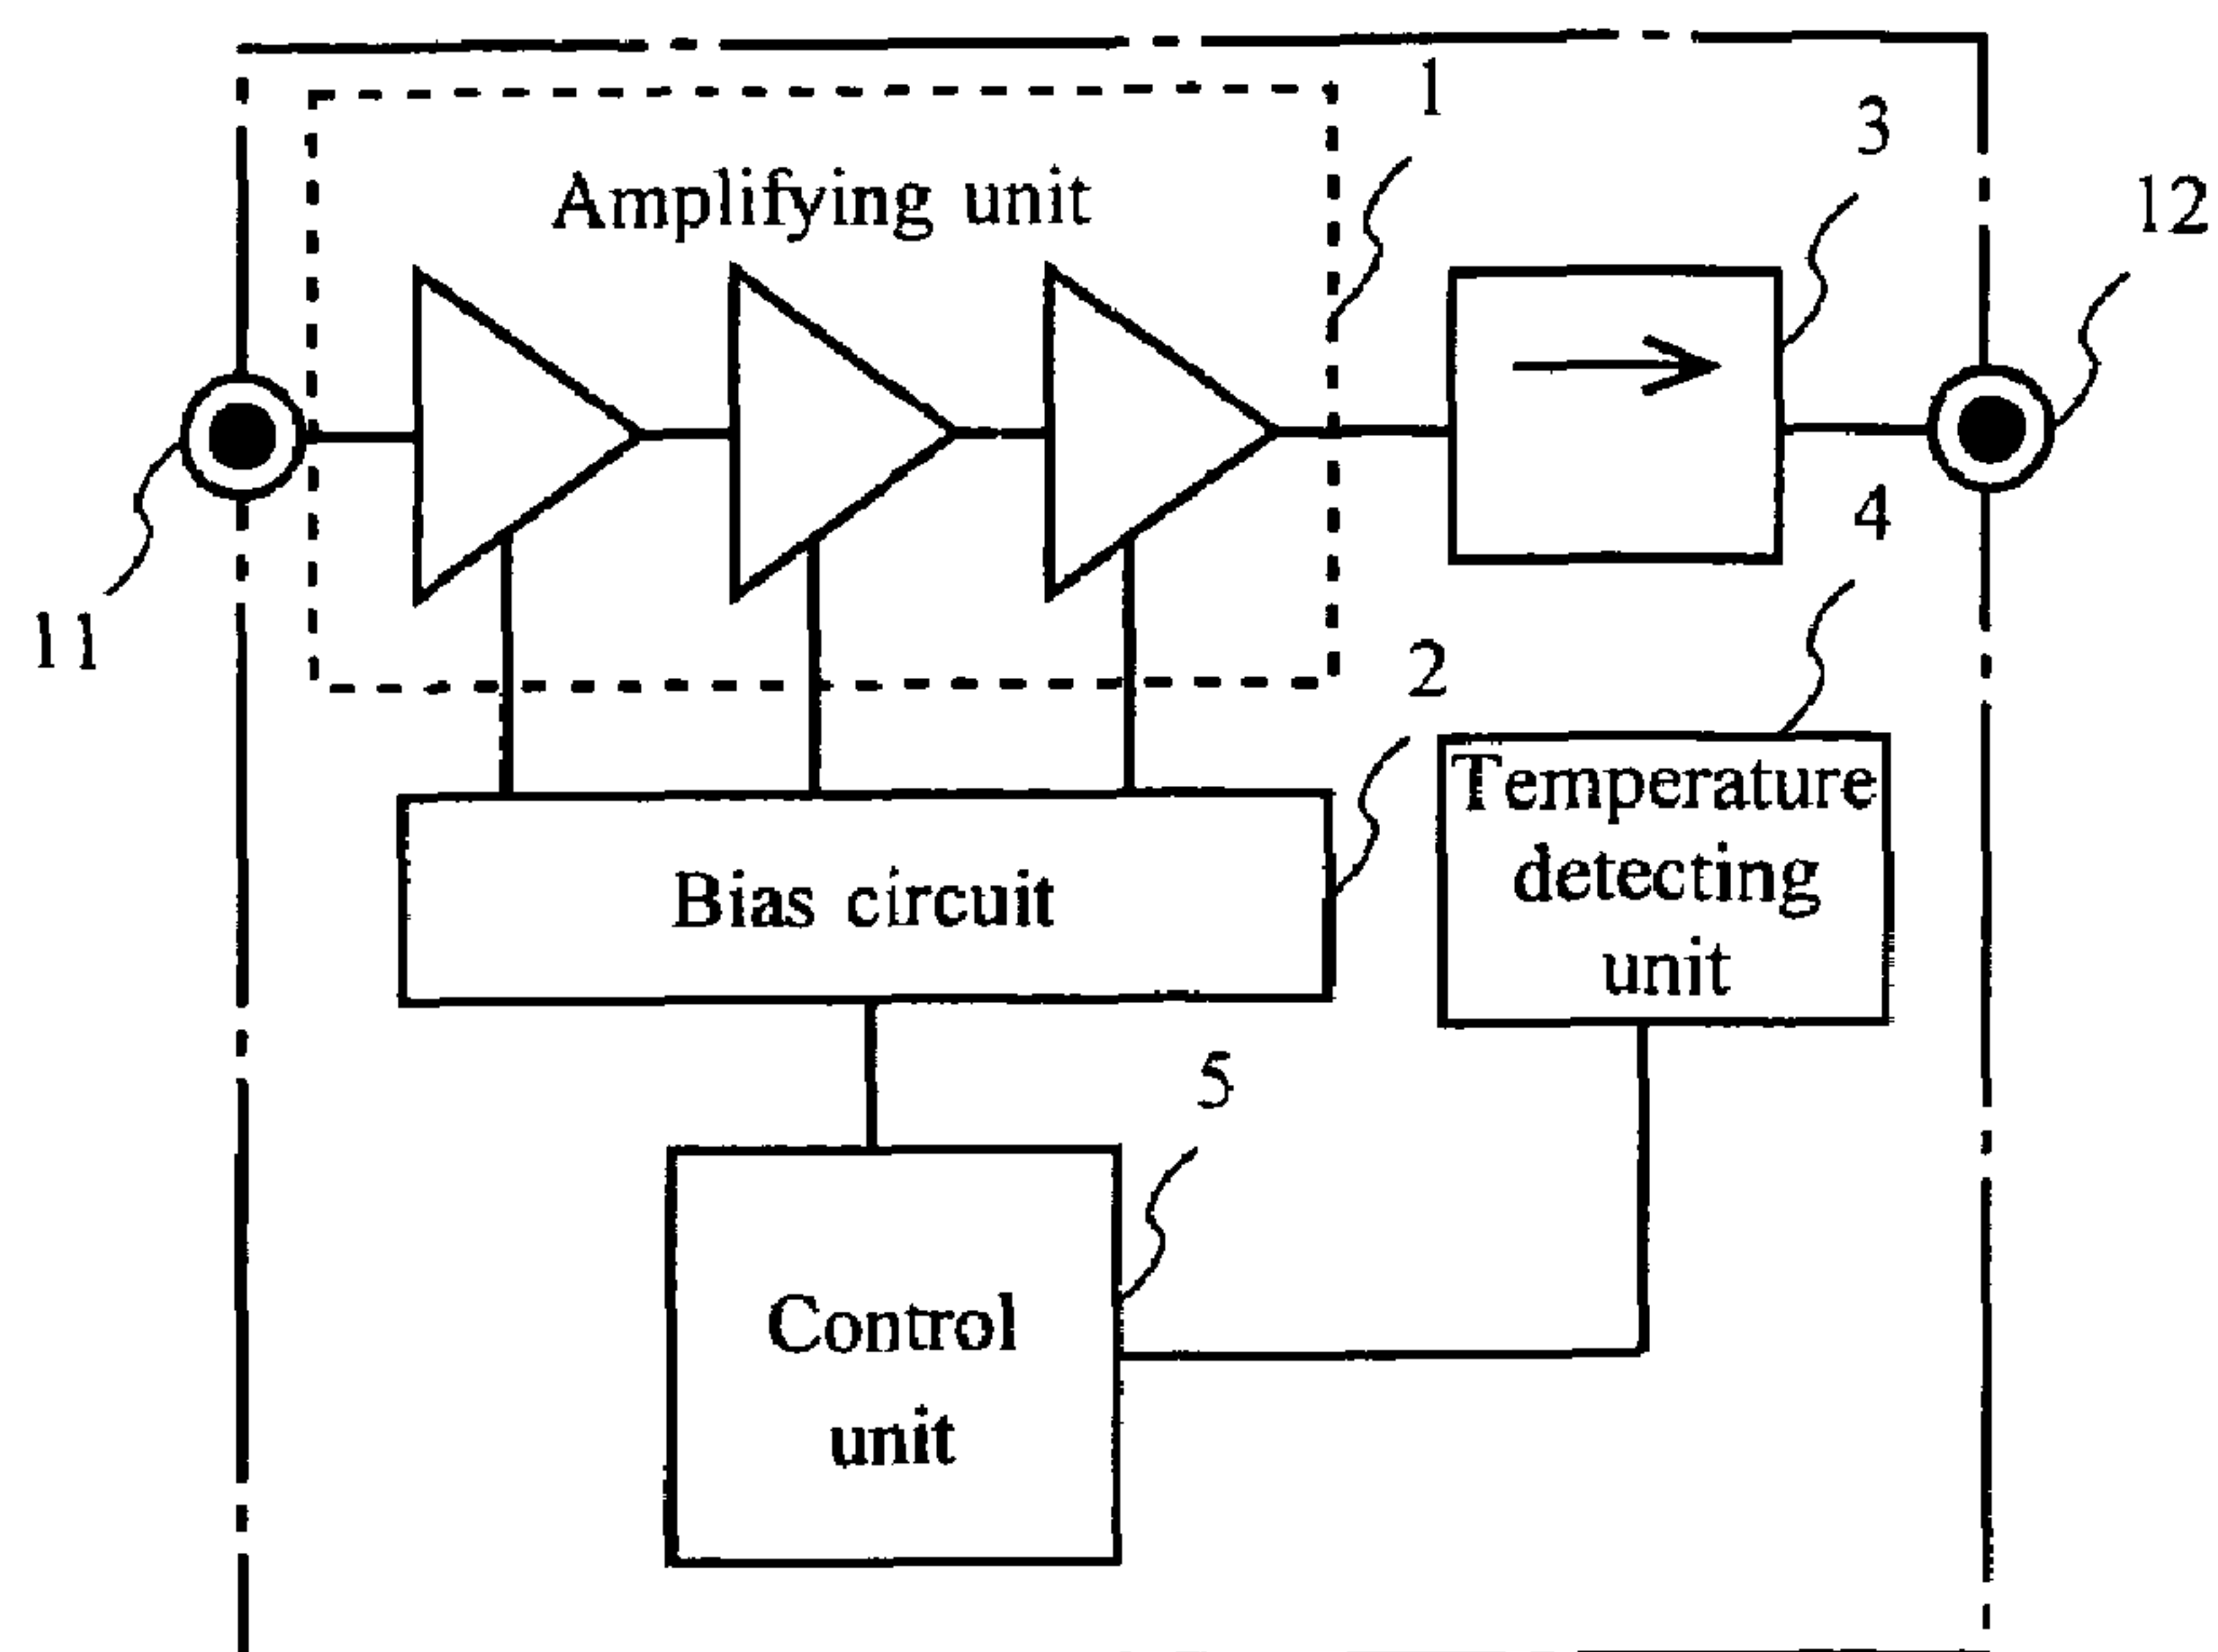 1
3
12
Amplifying unit
11
4
2
Temperature
detecting
unit
Bias circuit
5
Control
unit